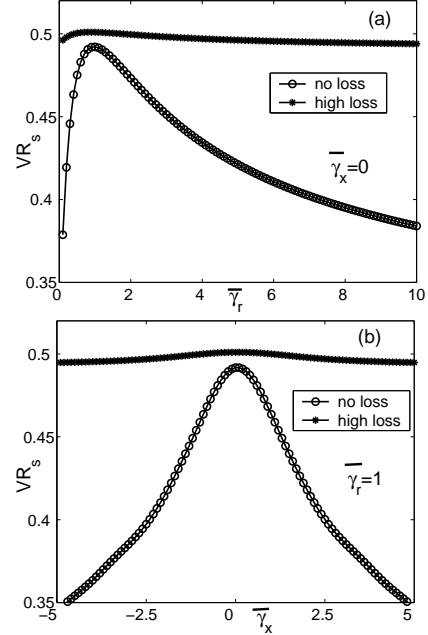 (a)
0.5
0.45
0.4
0.35
VR_s
no loss
high loss
γ̅_x=0
0 2 4 6 8 10
γ̅_r
(b)
0.5
0.45
0.4
0.35
VR_s
no loss
high loss
γ̅_r=1
−5 −2.5 0 2.5 5
γ̅_x